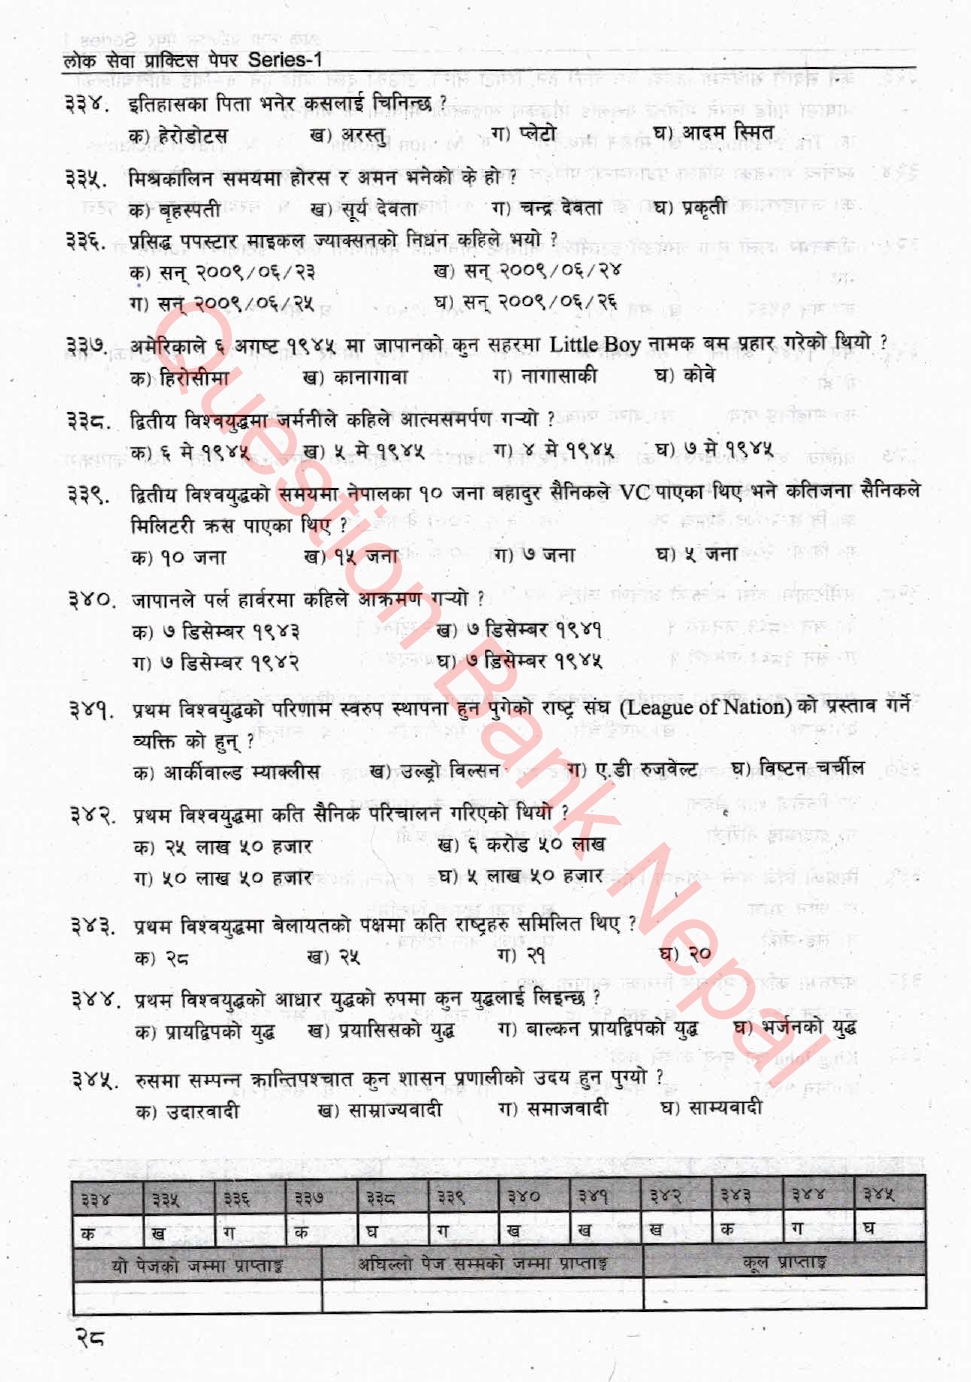 लोक सेवा प्राक्टिस पेपर Series-1
३३४. इतिहासका पिता भनेर कसलाई चिनिन्छ ?
क) हेरोडोटस ख) अरस्तु ग) प्लेटो घ) आदम स्मित
३३५. मिश्रकालिन समयमा होरस र अमन भनेको के हो ?
क) बृहस्पती ख) सूर्य देवता ग) चन्द्र देवता घ) प्रकृती
३३६. प्रसिद्ध पपस्टार माइकल ज्याक्सनको निधन कहिले भयो ?
क) सन् २००९/०६/२३ ख) सन् २००९/०६/२४
ग) सन् २००९/०६/२५ घ) सन् २००९/०६/२६
३३७. अमेरिकाले ६ अगष्ट १९४५ मा जापानको कुन सहरमा Little Boy नामक बम प्रहार गरेको थियो ?
क) हिरोसीमा ख) कानागावा ग) नागासाकी घ) कोवे
३३८. द्वितीय विश्वयुद्धमा जर्मनीले कहिले आत्मसमर्पण गऱ्यो ?
क) ६ मे १९४५ ख) ५ मे १९४५ ग) ४ मे १९४५ घ) ७ मे १९४५
३३९. द्वितीय विश्वयुद्धको समयमा नेपालका १० जना बहादुर सैनिकले VC पाएका थिए भने कतिजना सैनिकले
मिलिटरी क्रस पाएका थिए ?
क) १० जना ख) १५ जना ग) ७ जना घ) ५ जना
३४०. जापानले पर्ल हार्वरमा कहिले आक्रमण गऱ्यो ?
क) ७ डिसेम्बर १९४३ ख) ७ डिसेम्बर १९४१
ग) ७ डिसेम्बर १९४२ घ) ७ डिसेम्बर १९४५
३४१. प्रथम विश्वयुद्धको परिणाम स्वरुप स्थापना हुन पुगेको राष्ट्र संघ (League of Nation) को प्रस्ताव गर्ने
व्यक्ति को हुन् ?
क) आर्कीवाल्ड म्याक्लीस ख) उल्ड्रो विल्सन ग) ए.डी रुजवेल्ट घ) विष्टन चर्चील
३४२. प्रथम विश्वयुद्धमा कति सैनिक परिचालन गरिएको थियो ?
क) २५ लाख ५० हजार ख) ६ करोड ५० लाख
ग) ५० लाख ५० हजार घ) ५ लाख ५० हजार
३४३. प्रथम विश्वयुद्धमा बेलायतको पक्षमा कति राष्ट्रहरु समिलित थिए ?
क) २८ ख) २५ ग) २१ घ) २०
३४४. प्रथम विश्वयुद्धको आधार युद्धको रुपमा कुन युद्धलाई लिइन्छ ?
क) प्रायद्विपको युद्ध ख) प्रयासिसको युद्ध ग) बाल्कन प्रायद्विपको युद्ध घ) भर्जनको युद्ध
३४५. रुसमा सम्पन्न क्रान्तिपश्चात कुन शासन प्रणालीको उदय हुन पुग्यो ?
क) उदारवादी ख) साम्राज्यवादी ग) समाजवादी घ) साम्यवादी
३३४ ३३५ ३३६ ३३७ ३३८ ३३९ ३४० ३४१ ३४२ ३४३ ३४४ ३४५
क ख ग क घ ग ख ख ख क ग घ
यो पेजको जम्मा प्राप्ताङ्क अघिल्लो पेज सम्मको जम्मा प्राप्ताङ्क कूल प्राप्ताङ्क
२८
Question Bank Nepal